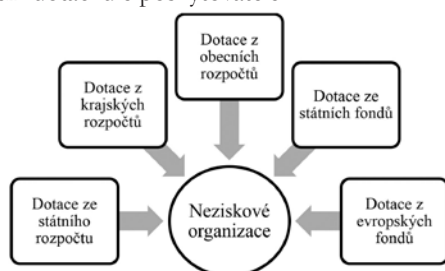 Dotace z
obecních
rozpočtů
Dotace z
krajských
rozpočtů
Dotace ze
státních
fondů
Dotace ze
státního
rozpočtu
Neziskové
organizace
Dotace z
evropských
fondů